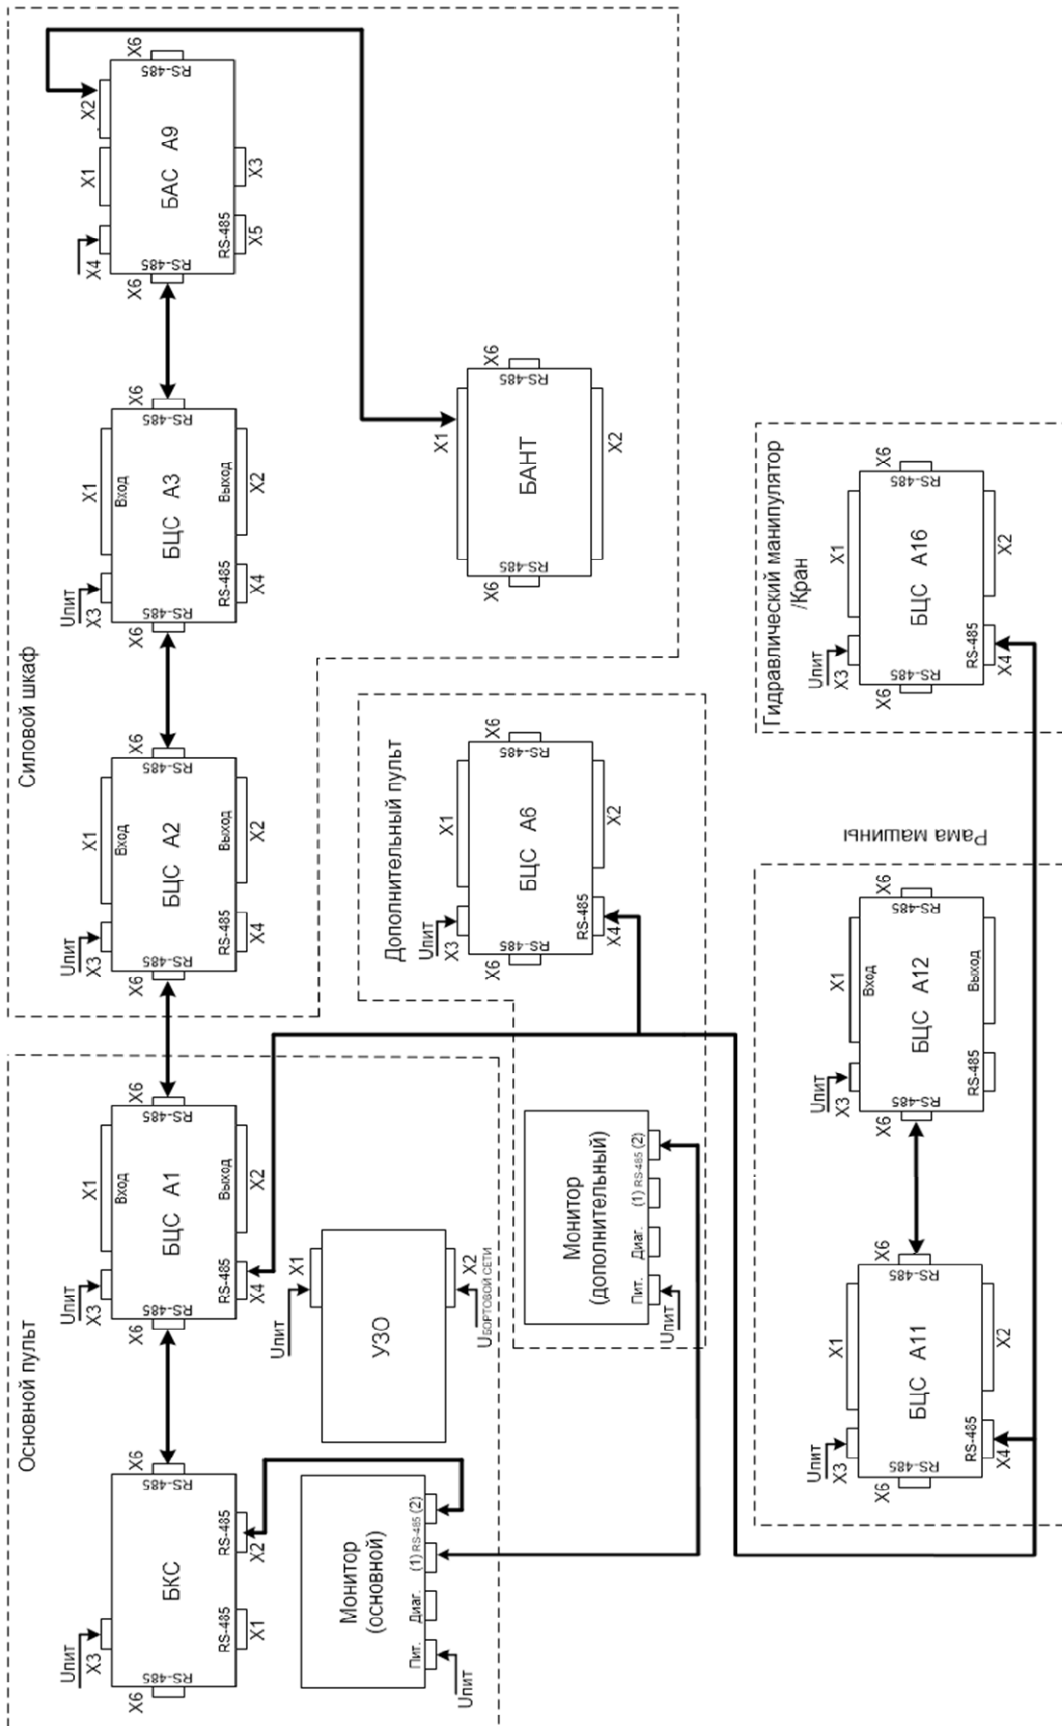 Силовой шкаф
X6
RS-485
X2
X1
БАС А9
X3
RS-485
X5
X4
RS-485
X6
X6
RS-485
X1
Вход
БЦС А3
Выход
X2
Uпит
X3
RS-485
X4
RS-485
X6
X6
RS-485
X1
Вход
БЦС А2
Выход
X2
Uпит
X3
RS-485
X4
RS-485
X6
X6
RS-485
X1
БАНТ
X2
RS-485
X6
Дополнительный пульт
X6
RS-485
X1
БЦС А6
X2
Uпит
X3
RS-485
X4
RS-485
X6
Монитор
(дополнительный)
Пит.
Диаг.
(1) RS-485 (2)
Uпит
Основной пульт
X6
RS-485
X1
Вход
БЦС А1
Выход
X2
Uпит
X3
RS-485
X4
RS-485
X6
X1
Uпит
УЗО
X2
UБОРТОВОЙ СЕТИ
X6
RS-485
БКС
RS-485
X2
RS-485
X1
Uпит
X3
RS-485
X6
Монитор
(основной)
Пит.
Диаг.
(1) RS-485 (2)
Uпит
Гидравлический манипулятор
/Кран
X6
RS-485
X1
БЦС А16
X2
Uпит
X3
RS-485
X4
RS-485
X6
Рама машины
X6
RS-485
X1
Вход
БЦС А12
Выход
Uпит
X3
RS-485
RS-485
X6
X6
RS-485
X1
БЦС А11
X2
Uпит
X3
RS-485
X4
RS-485
X6